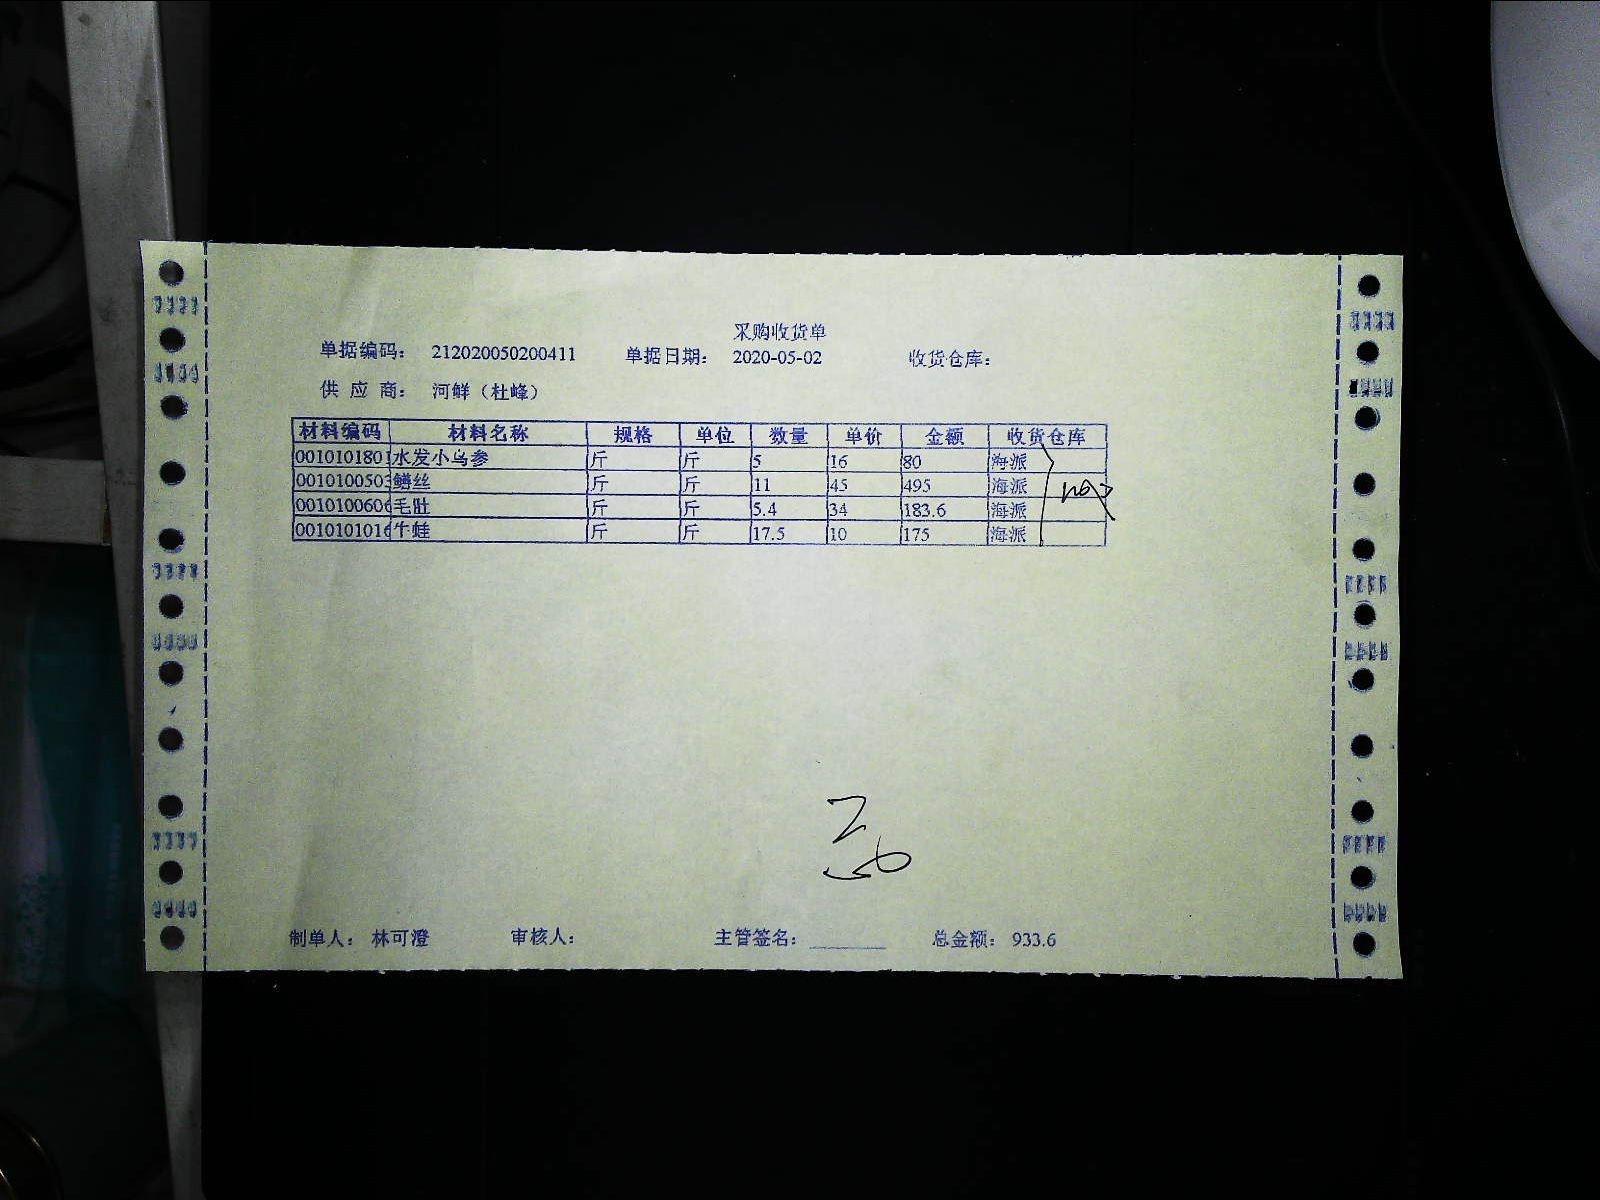 采购收货单
单据编码: 212020050200411 单据日期: 2020-05-02 收货仓库:
供 应 商: 河鲜（杜峰）
材料编码 材料名称 规格 单位 数量 单价 金额 收货仓库
0010101801 水发小乌参 斤 斤 5 16 80 海派
0010100503 鳝丝 斤 斤 11 45 495 海派
0010100606 毛肚 斤 斤 5.4 34 183.6 海派
0010101016 牛蛙 斤 斤 17.5 10 175 海派
制单人: 林可澄 审核人: 主管签名: 总金额: 933.6